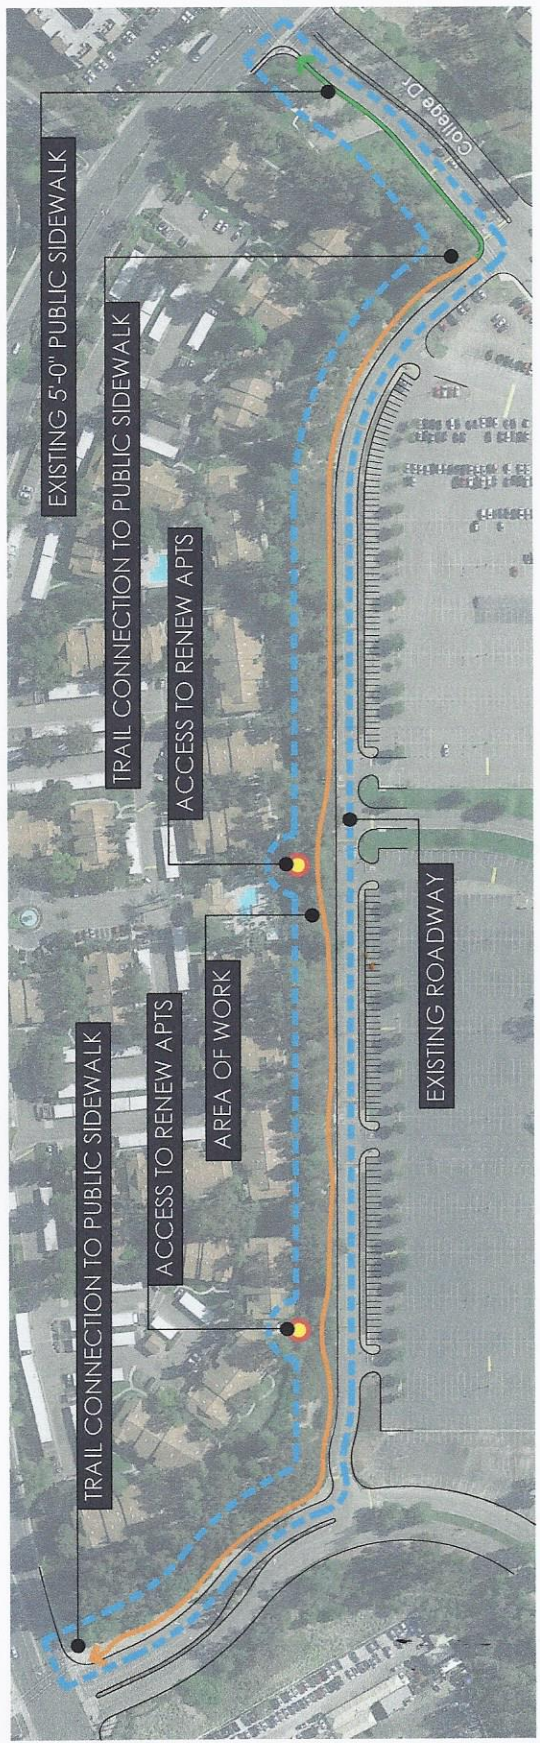 EXISTING 5'-0" PUBLIC SIDEWALK
TRAIL CONNECTION TO PUBLIC SIDEWALK
ACCESS TO RENEW APTS
AREA OF WORK
ACCESS TO RENEW APTS
TRAIL CONNECTION TO PUBLIC SIDEWALK
EXISTING ROADWAY
College Dr